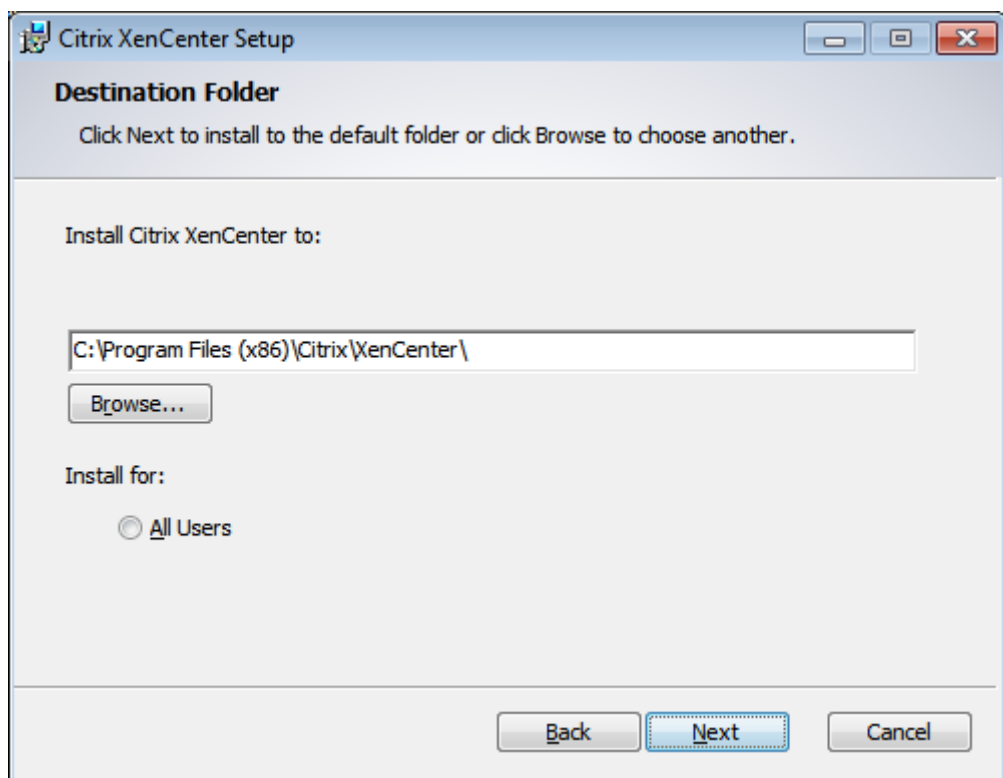 Citrix XenCenter Setup
Destination Folder
Click Next to install to the default folder or click Browse to choose another.
Install Citrix XenCenter to:
C:\Program Files (x86)\Citrix\XenCenter\
Browse...
Install for:
All Users
Back Next Cancel